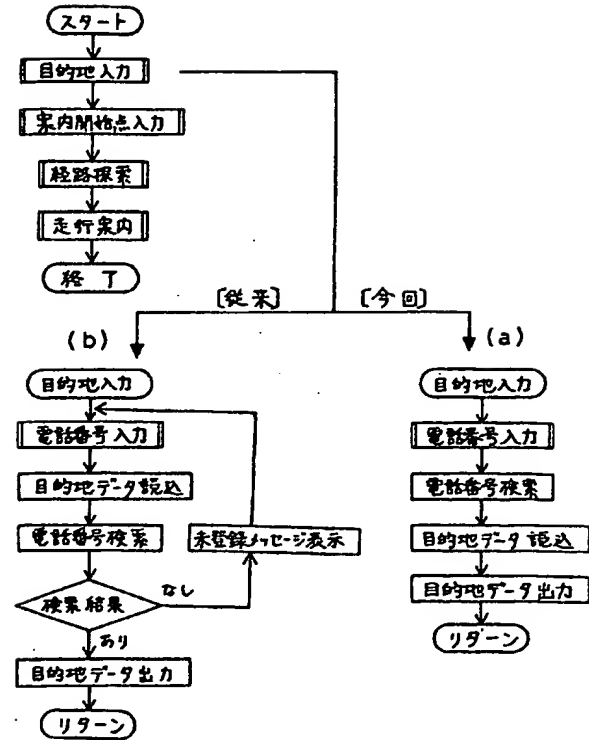 スタート
目的地入力
案内開始点入力
経路探索
走行案内
終了
[従来] [今回]
(b)
(a)
目的地入力
電話番号入力
目的地データ読込
電話番号検索
未登録メッセージ表示
検索結果
なし
あり
目的地データ出力
リターン
目的地入力
電話番号入力
電話番号検索
目的地データ読込
目的地データ出力
リターン